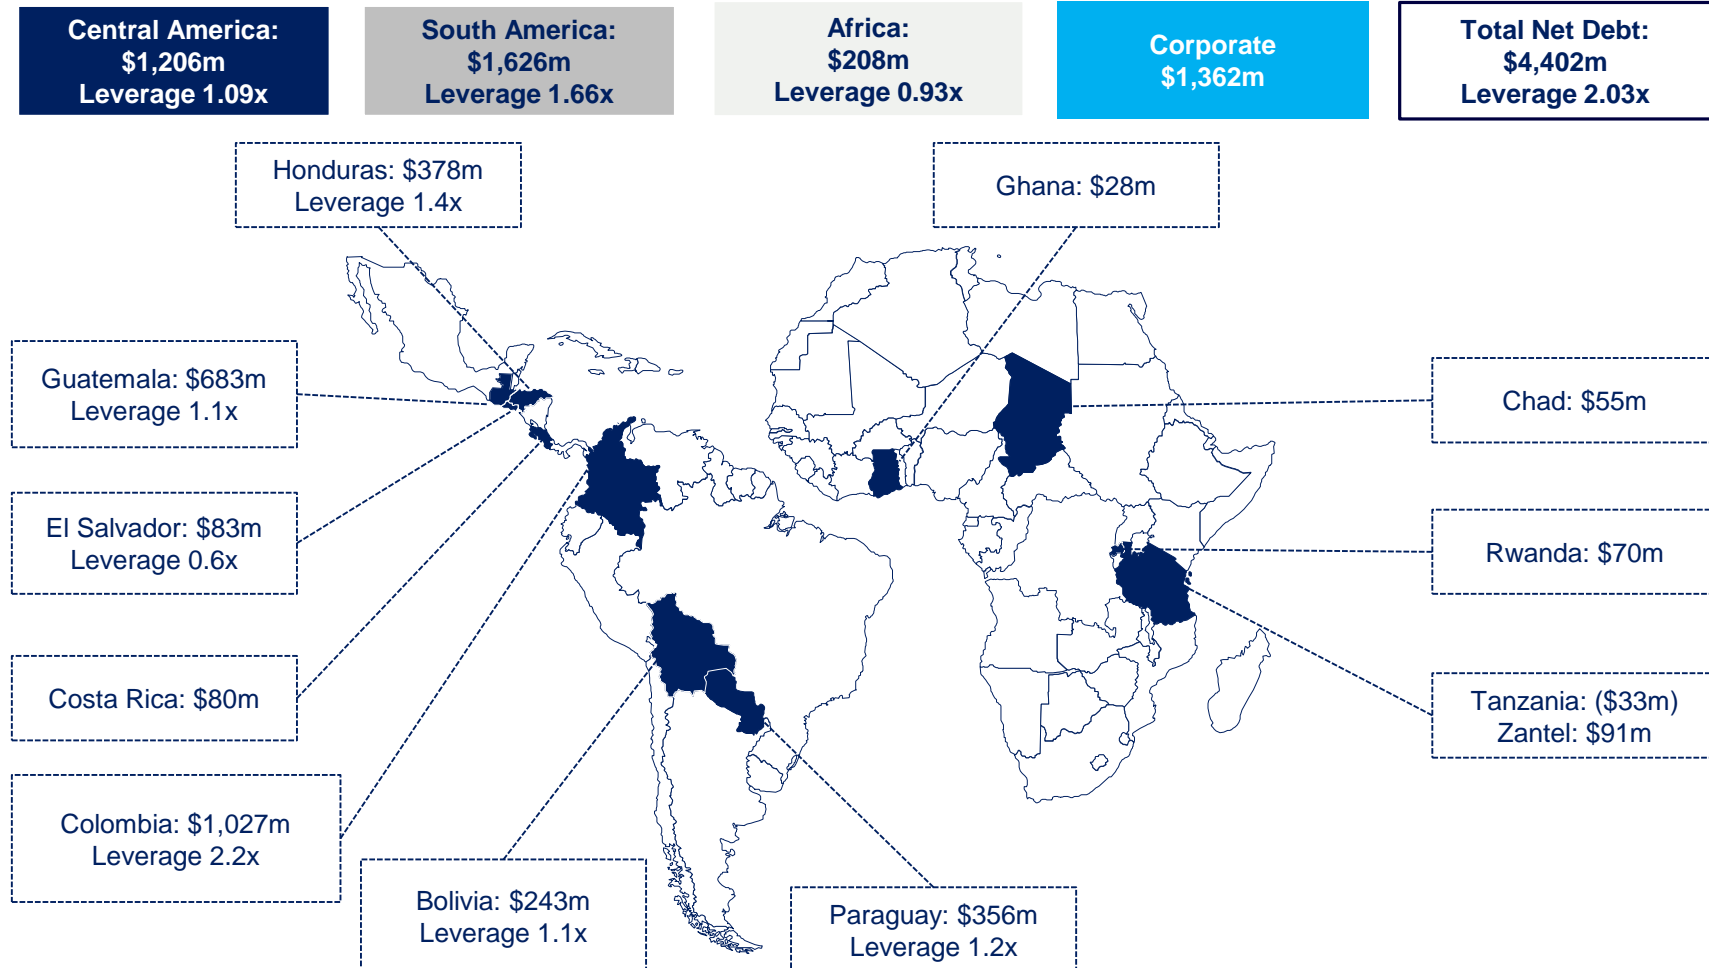 Central America:
$1,206m
Leverage 1.09x
South America:
$1,626m
Leverage 1.66x
Africa:
$208m
Leverage 0.93x
Corporate
$1,362m
Total Net Debt:
$4,402m
Leverage 2.03x
Honduras: $378m
Leverage 1.4x
Ghana: $28m
Guatemala: $683m
Leverage 1.1x
Chad: $55m
El Salvador: $83m
Leverage 0.6x
Rwanda: $70m
Costa Rica: $80m
Tanzania: ($33m)
Zantel: $91m
Colombia: $1,027m
Leverage 2.2x
Bolivia: $243m
Leverage 1.1x
Paraguay: $356m
Leverage 1.2x